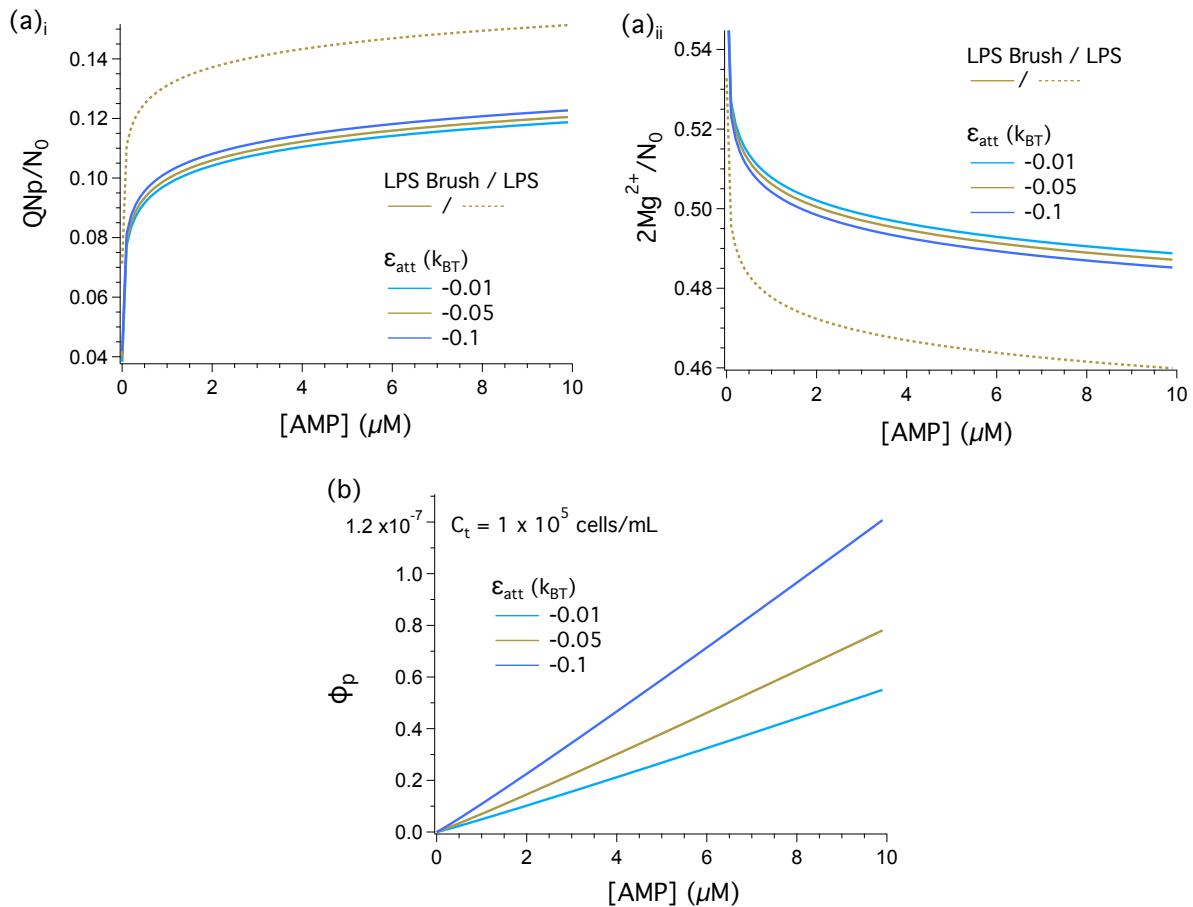 (a)i
QNp/N₀
0.14
0.12
0.10
0.08
0.06
0.04
LPS Brush / LPS
/
εatt (kBT)
-0.01
-0.05
-0.1
0 2 4 6 8 10
[AMP] (µM)
(a)ii
2Mg²⁺/N₀
0.54
0.52
0.50
0.48
0.46
LPS Brush / LPS
/
εatt (kBT)
-0.01
-0.05
-0.1
0 2 4 6 8 10
[AMP] (µM)
(b)
Φp
1.2 x10⁻⁷
1.0
0.8
0.6
0.4
0.2
0.0
Cₜ = 1 x 10⁵ cells/mL
εatt (kBT)
-0.01
-0.05
-0.1
0 2 4 6 8 10
[AMP] (µM)